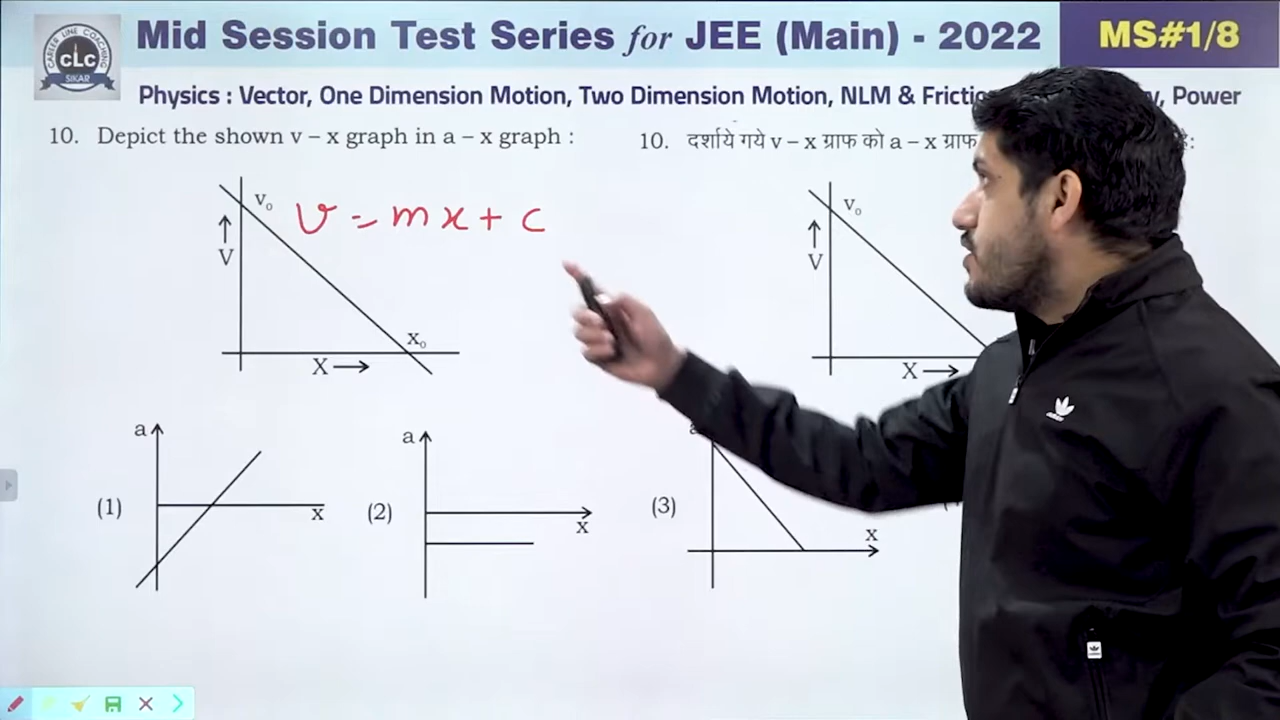 CAREER LINE COACHING
CLC
SIKAR
Mid Session Test Series for JEE (Main) - 2022
MS#1/8
Physics : Vector, One Dimension Motion, Two Dimension Motion, NLM & Power
10. Depict the shown v – x graph in a – x graph :
10. दर्शाये गये v – x ग्राफ को a – x ग्राफ
v₀
v = mx + c
V
x₀
X
v₀
V
X
(1)
a
x
(2)
a
x
(3)
x